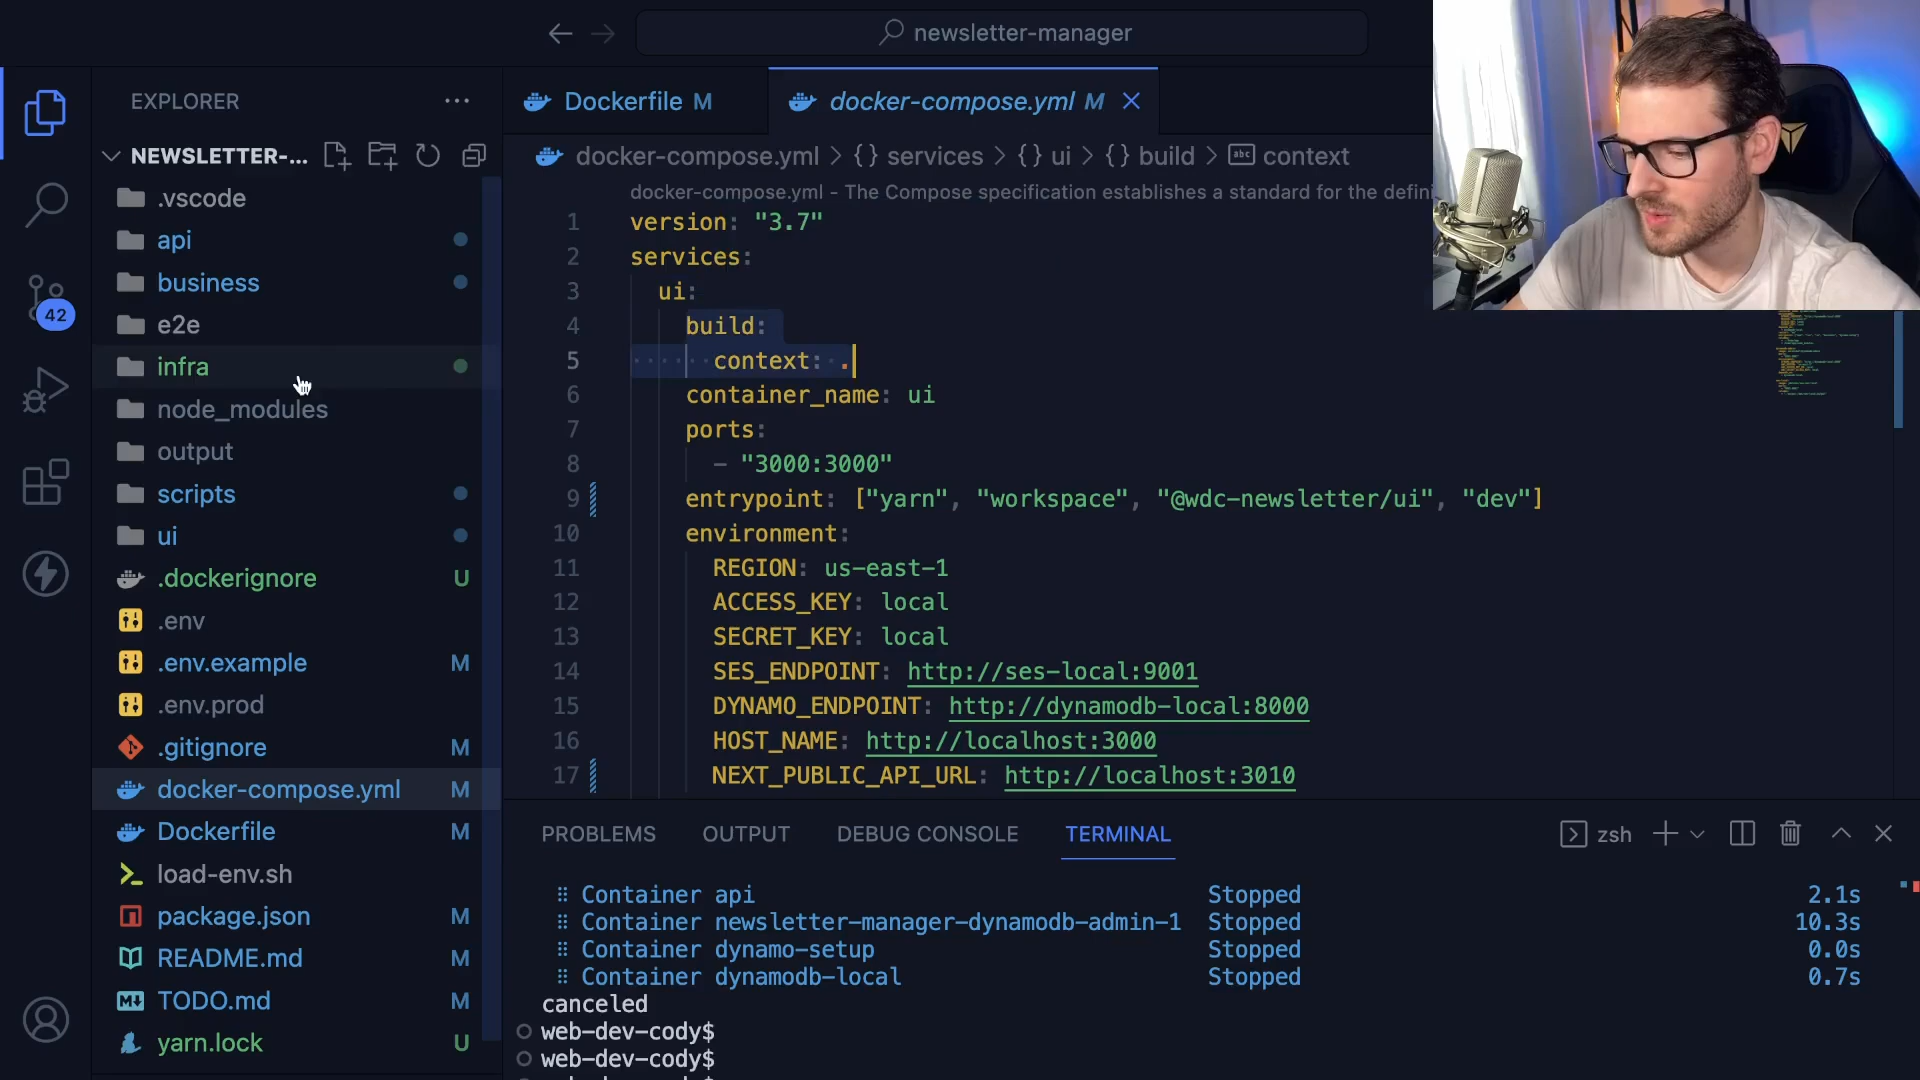 newsletter-manager
EXPLORER
NEWSLETTER-...
.vscode
api
business
e2e
infra
node_modules
output
scripts
ui
.dockerignore U
.env
.env.example M
.env.prod
.gitignore M
docker-compose.yml M
Dockerfile M
load-env.sh
package.json M
README.md M
TODO.md M
yarn.lock U
42
Dockerfile M
docker-compose.yml M
docker-compose.yml > {} services > {} ui > {} build > abc context
docker-compose.yml - The Compose specification establishes a standard for the defini
1 version: "3.7"
2 services:
3 ui:
4 build:
5 context: .
6 container_name: ui
7 ports:
8 - "3000:3000"
9 entrypoint: ["yarn", "workspace", "@wdc-newsletter/ui", "dev"]
10 environment:
11 REGION: us-east-1
12 ACCESS_KEY: local
13 SECRET_KEY: local
14 SES_ENDPOINT: http://ses-local:9001
15 DYNAMO_ENDPOINT: http://dynamodb-local:8000
16 HOST_NAME: http://localhost:3000
17 NEXT_PUBLIC_API_URL: http://localhost:3010
PROBLEMS OUTPUT DEBUG CONSOLE TERMINAL
zsh
Container api Stopped 2.1s
Container newsletter-manager-dynamodb-admin-1 Stopped 10.3s
Container dynamo-setup Stopped 0.0s
Container dynamodb-local Stopped 0.7s
canceled
web-dev-cody$
web-dev-cody$